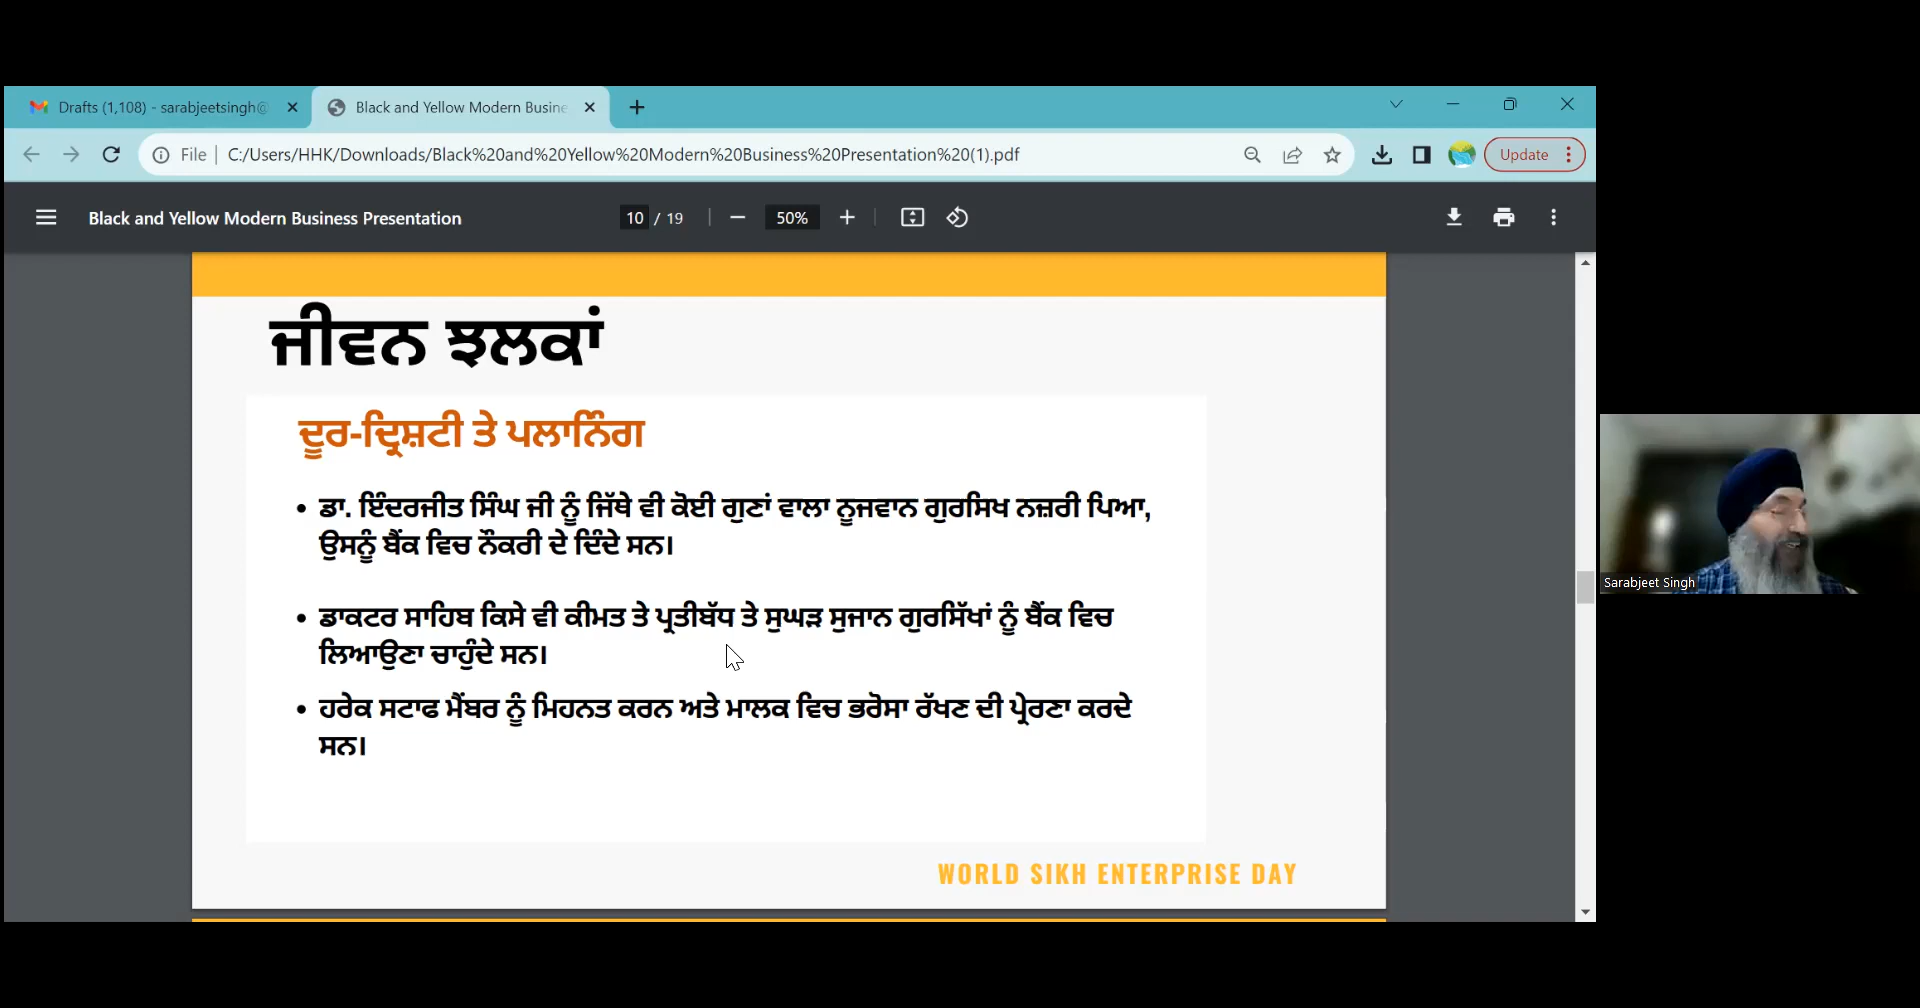 Drafts (1,108) - sarabjeetsingh@
Black and Yellow Modern Busine
File
C:/Users/HHK/Downloads/Black%20and%20Yellow%20Modern%20Business%20Presentation%20(1).pdf
Update
Black and Yellow Modern Business Presentation
10 / 19
50%
ਜੀਵਨ ਝਲਕਾਂ
ਦੂਰ-ਦ੍ਰਿਸ਼ਟੀ ਤੇ ਪਲਾਨਿੰਗ
• ਡਾ. ਇੰਦਰਜੀਤ ਸਿੰਘ ਜੀ ਨੂੰ ਜਿੱਥੇ ਵੀ ਕੋਈ ਗੁਣਾਂ ਵਾਲਾ ਨੂਜਵਾਨ ਗੁਰਸਿਖ ਨਜ਼ਰੀ ਪਿਆ,
ਉਸਨੂੰ ਬੈਂਕ ਵਿਚ ਨੌਕਰੀ ਦੇ ਦਿੰਦੇ ਸਨ।
• ਡਾਕਟਰ ਸਾਹਿਬ ਕਿਸੇ ਵੀ ਕੀਮਤ ਤੇ ਪ੍ਰਤੀਬੱਧ ਤੇ ਸੁਘੜ ਸੁਜਾਨ ਗੁਰਸਿੱਖਾਂ ਨੂੰ ਬੈਂਕ ਵਿਚ
ਲਿਆਉਣਾ ਚਾਹੁੰਦੇ ਸਨ।
• ਹਰੇਕ ਸਟਾਫ ਮੈਂਬਰ ਨੂੰ ਮਿਹਨਤ ਕਰਨ ਅਤੇ ਮਾਲਕ ਵਿਚ ਭਰੋਸਾ ਰੱਖਣ ਦੀ ਪ੍ਰੇਰਣਾ ਕਰਦੇ
ਸਨ।
WORLD SIKH ENTERPRISE DAY
Sarabjeet Singh